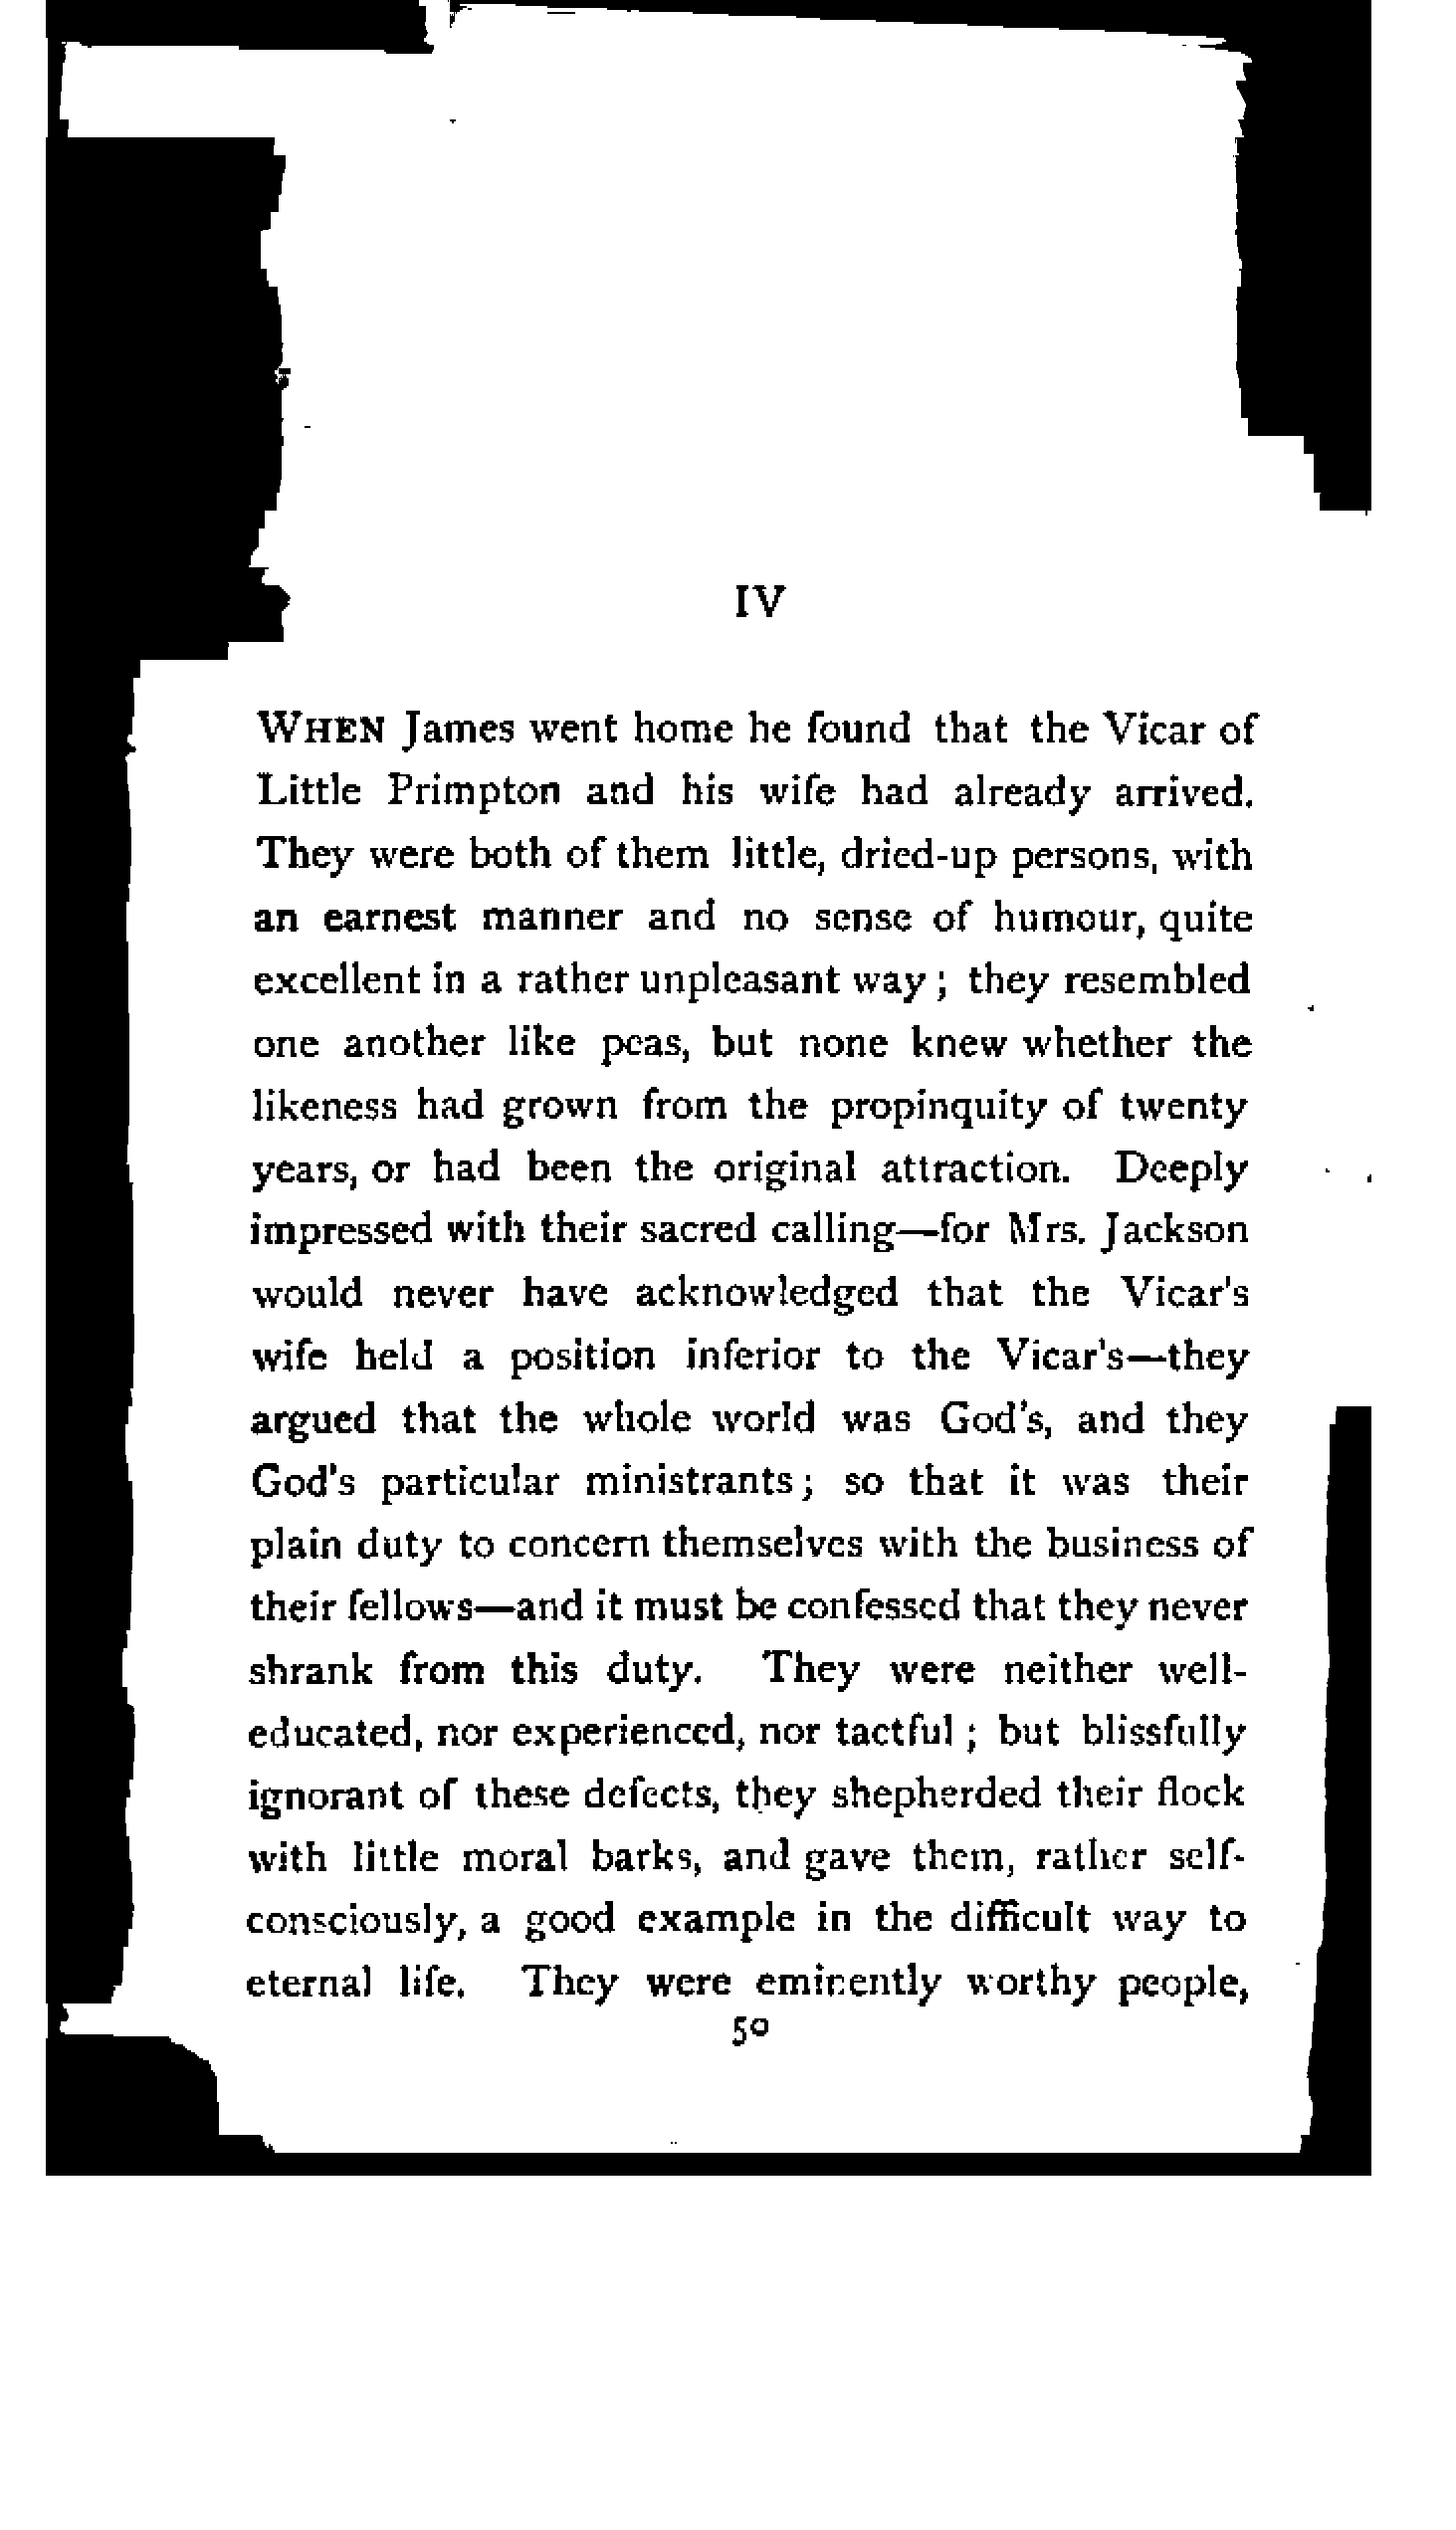 IV
WHEN James went home he found that the Vicar of
Little Primpton and his wife had already arrived.
They were both of them little, dried-up persons, with
an earnest manner and no sense of humour, quite
excellent in a rather unpleasant way ; they resembled
one another like peas, but none knew whether the
likeness had grown from the propinquity of twenty
years, or had been the original attraction. Deeply
impressed with their sacred calling—for Mrs. Jackson
would never have acknowledged that the Vicar's
wife held a position inferior to the Vicar's—they
argued that the whole world was God's, and they
God's particular ministrants ; so that it was their
plain duty to concern themselves with the business of
their fellows—and it must be confessed that they never
shrank from this duty. They were neither well-
educated, nor experienced, nor tactful ; but blissfully
ignorant of these defects, they shepherded their flock
with little moral barks, and gave them, rather self-
consciously, a good example in the difficult way to
eternal life. They were eminently worthy people,
50